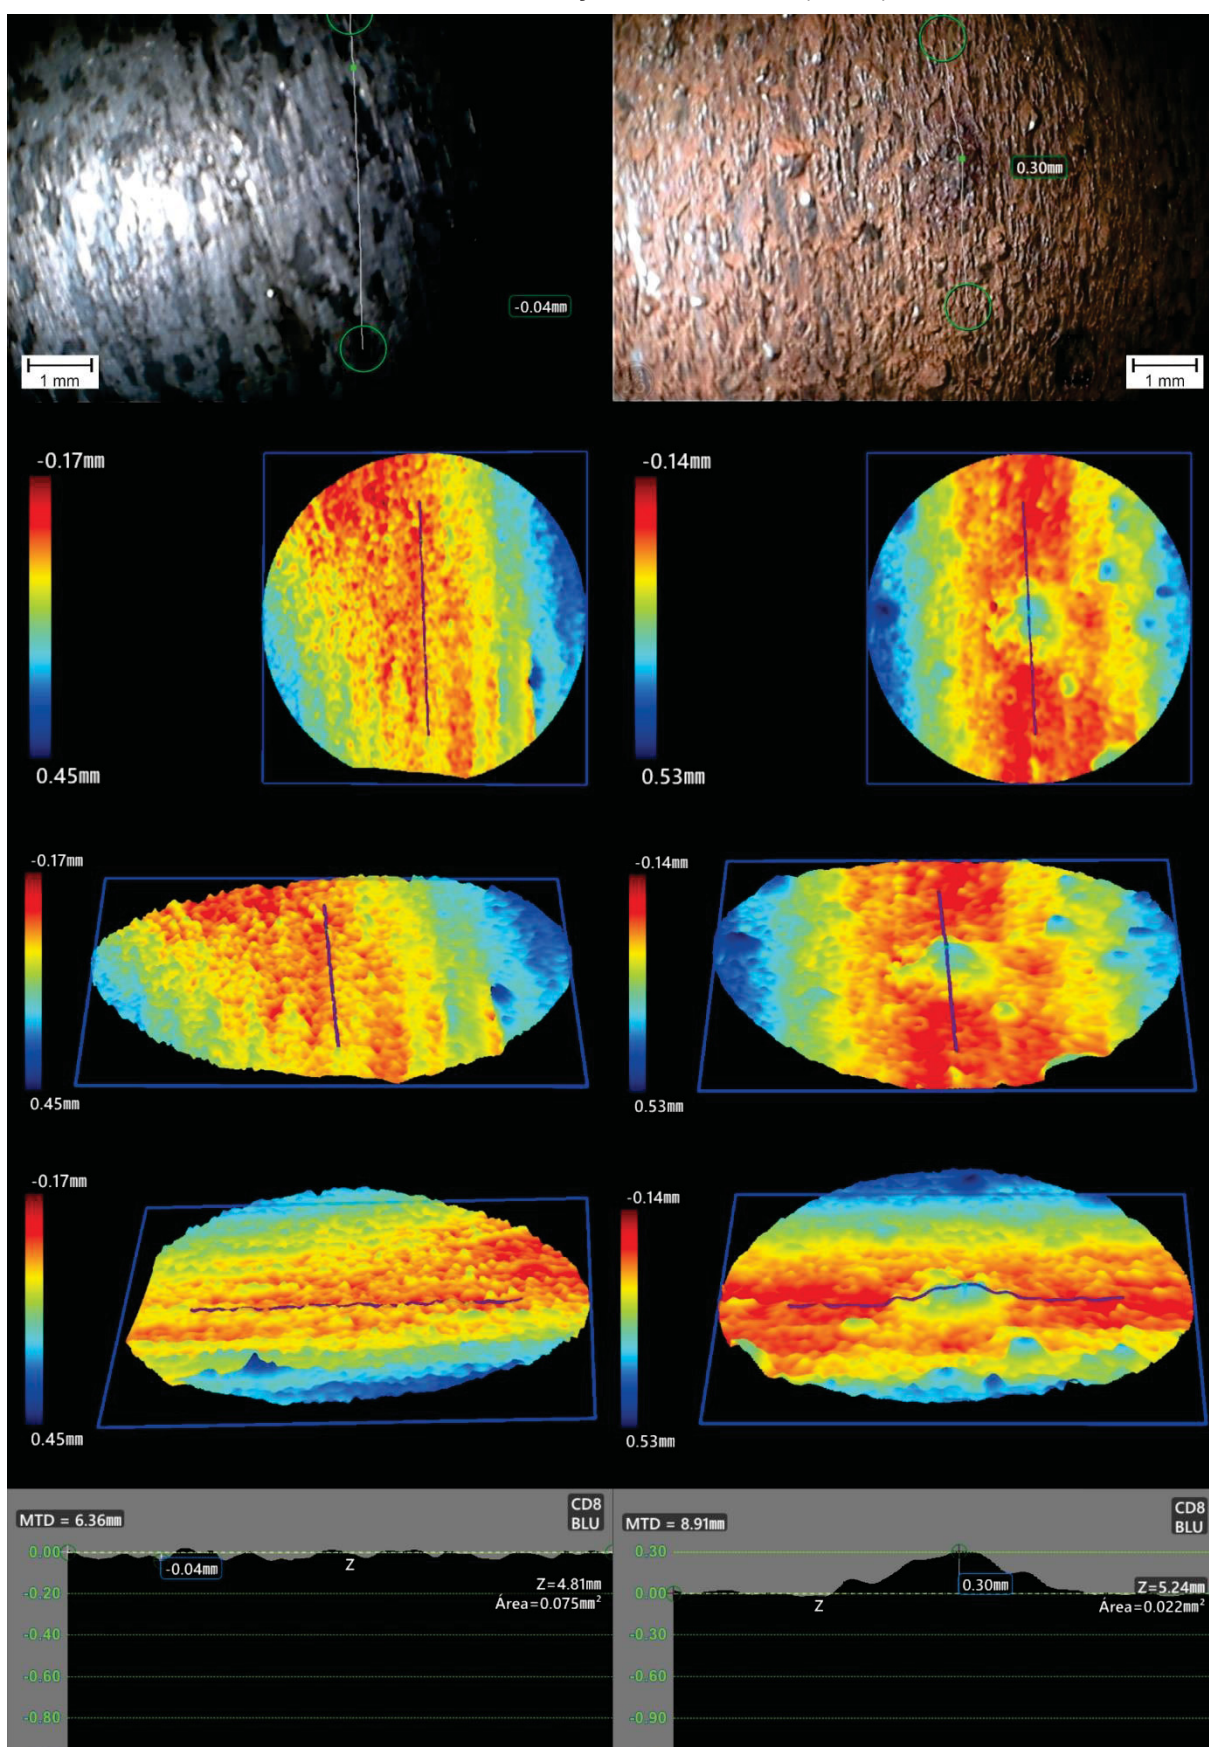 -0.04mm
1 mm
0.30mm
1 mm
-0.17mm
0.45mm
-0.14mm
0.53mm
-0.17mm
0.45mm
-0.14mm
0.53mm
-0.17mm
0.45mm
-0.14mm
0.53mm
MTD = 6.36mm
CD8
BLU
0.00
-0.04mm
Z
Z=4.81mm
-0.20
Área=0.075mm²
-0.40
-0.60
-0.80
MTD = 8.91mm
CD8
BLU
0.30
0.30mm
Z=5.24mm
0.00
Z
Área=0.022mm²
-0.30
-0.60
-0.90